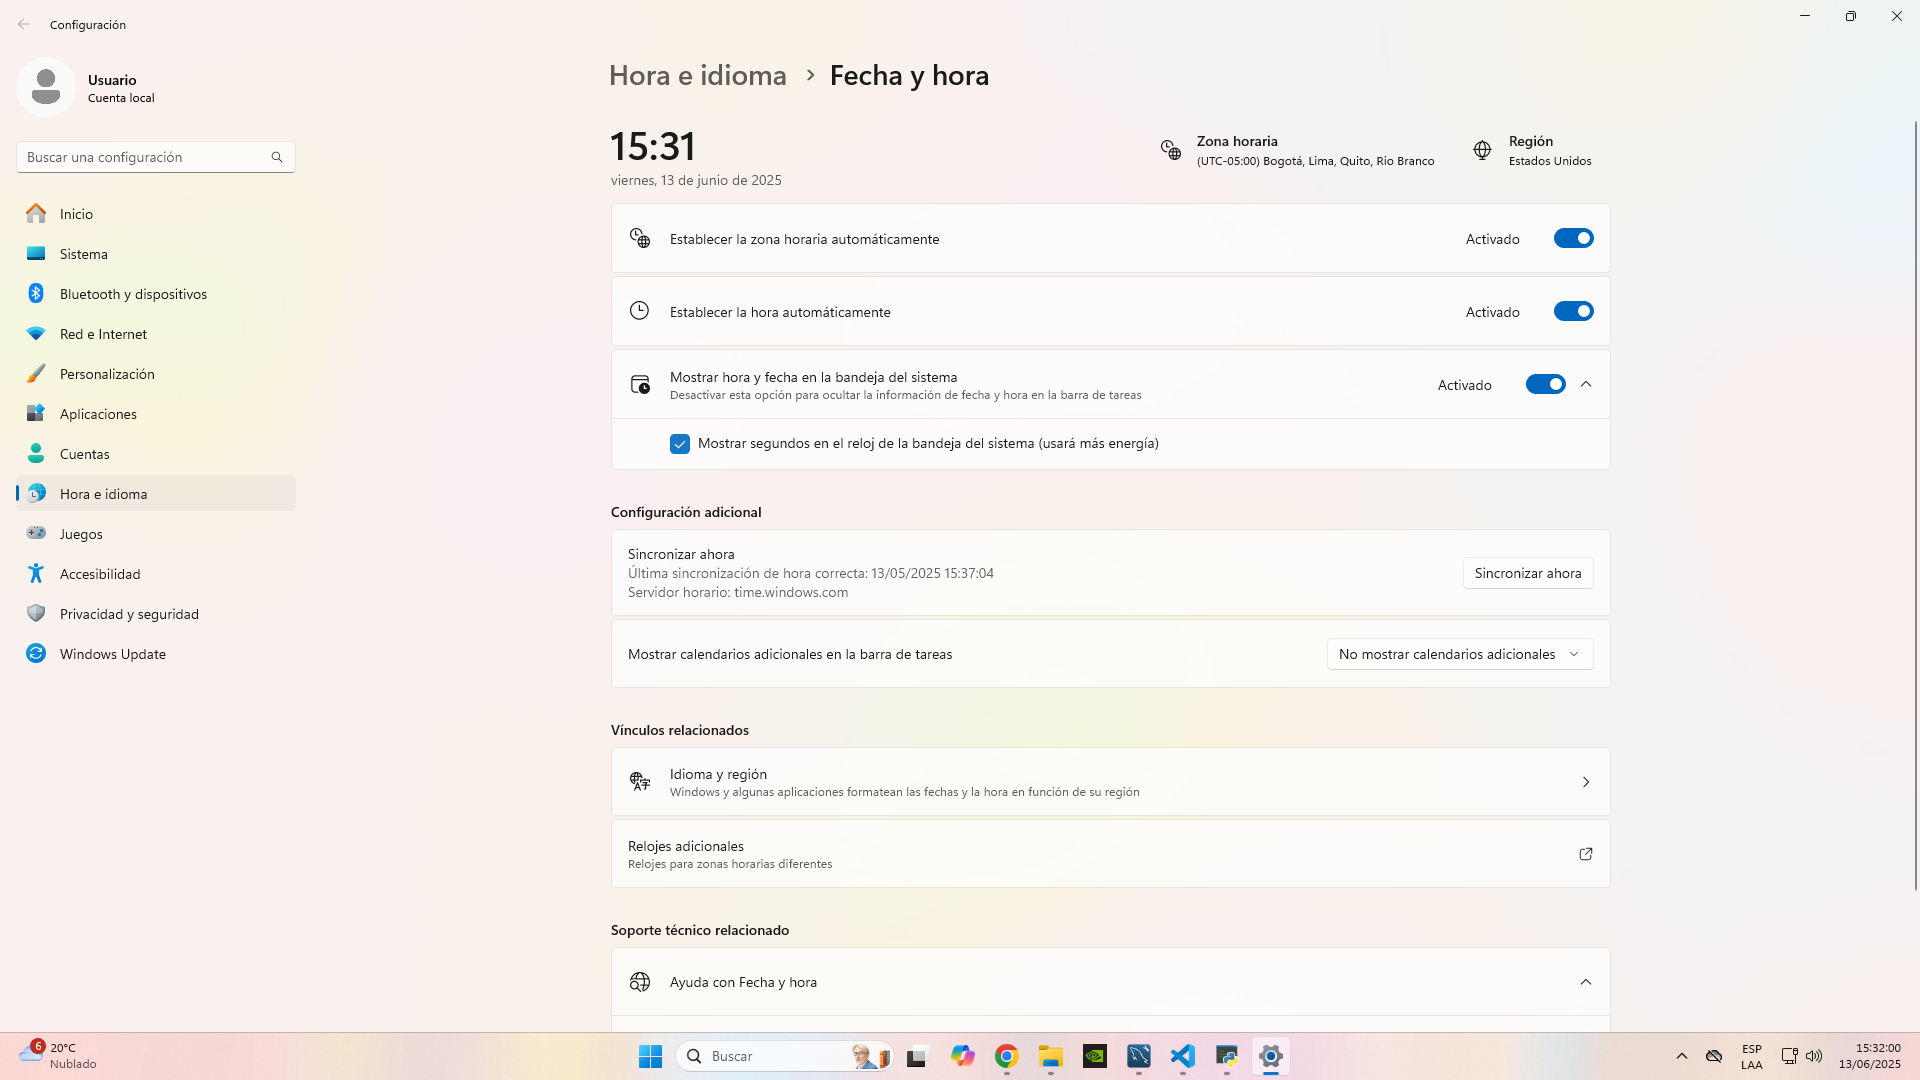 Configuración
Usuario
Cuenta local
Buscar una configuración
Inicio
Sistema
Bluetooth y dispositivos
Red e Internet
Personalización
Aplicaciones
Cuentas
Hora e idioma
Juegos
Accesibilidad
Privacidad y seguridad
Windows Update
Hora e idioma › Fecha y hora
15:31
viernes, 13 de junio de 2025
Zona horaria
(UTC-05:00) Bogotá, Lima, Quito, Rio Branco
Región
Estados Unidos
Establecer la zona horaria automáticamente
Activado
Establecer la hora automáticamente
Activado
Mostrar hora y fecha en la bandeja del sistema
Desactivar esta opción para ocultar la información de fecha y hora en la barra de tareas
Activado
Mostrar segundos en el reloj de la bandeja del sistema (usará más energía)
Configuración adicional
Sincronizar ahora
Última sincronización de hora correcta: 13/05/2025 15:37:04
Servidor horario: time.windows.com
Sincronizar ahora
Mostrar calendarios adicionales en la barra de tareas
No mostrar calendarios adicionales
Vínculos relacionados
Idioma y región
Windows y algunas aplicaciones formatean las fechas y la hora en función de su región
Relojes adicionales
Relojes para zonas horarias diferentes
Soporte técnico relacionado
Ayuda con Fecha y hora
6
20°C
Nublado
Buscar
ESP
LAA
15:32:00
13/06/2025